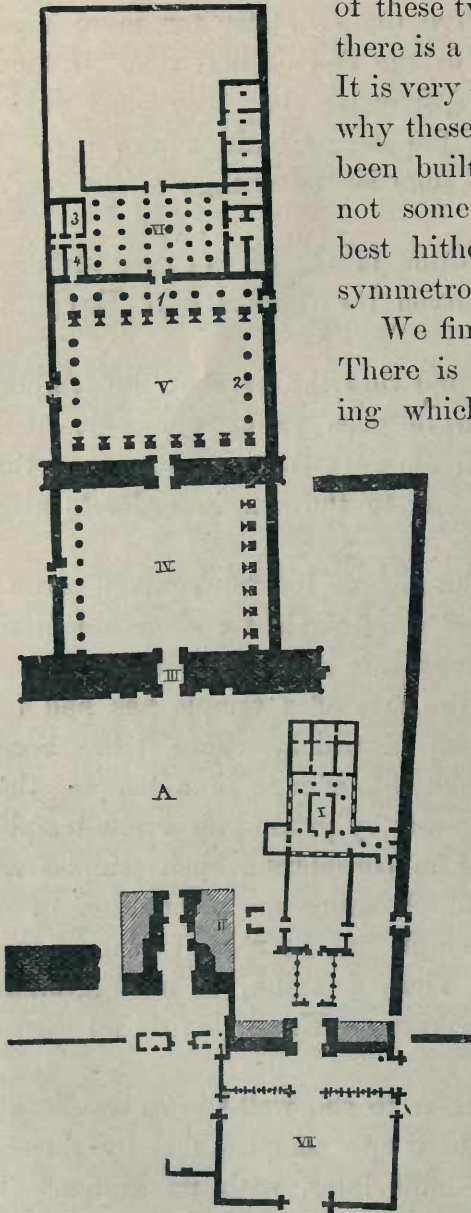 of these
there is a
It is very
why these
been built
not some
best hithe
symmetro
We fin
There is
ing which
3
VI
4
1
V
2
IV
III
A
I
II
VII